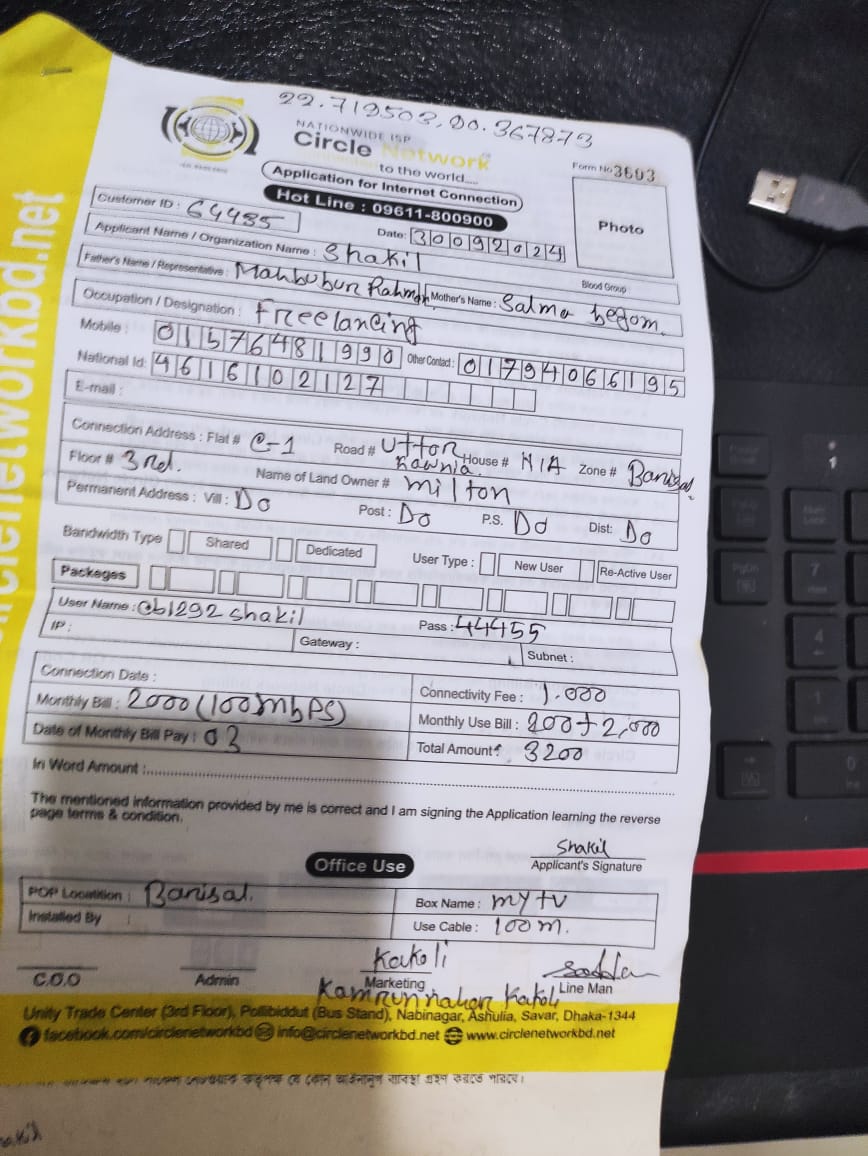 22.719503,90.367873
NATIONWIDE ISP
Circle Network
to the world....
Form No 3603
Application for Internet Connection
Hot Line : 09611-800900
Photo
Customer ID : 64485
Date: 30092024
Applicant Name / Organization Name : Shakil
Blood Group
Father's Name / Representative : Mahbubur Rahman Mother's Name : Salma begom.
Occupation / Designation : Freelancing
Mobile : 01576481990 Other Contact : 01794066195
National Id: 4616102127
E-mail :
Connection Address : Flat # C-1 Road # Uttor Rawnia House # N/A Zone # Barisal.
Floor # 3rd. Name of Land Owner # milton
Permanent Address : Vill : Do Post : Do P.S. Do Dist: Do
Bandwidth Type Shared Dedicated User Type : New User Re-Active User
Packages
User Name : cb1292 shakil Pass : 44455
IP : Gateway : Subnet :
Connection Date : Connectivity Fee : 1.000
Monthly Bill : 2000 (100mbPS) Monthly Use Bill : 200+2,000
Date of Monthly Bill Pay : 03 Total Amount : 3200
In Word Amount :
The mentioned information provided by me is correct and I am signing the Application learning the reverse
page terms & condition.
Shakil
Office Use Applicant's Signature
POP Locatition : Barisal. Box Name : my tv
Installed By : Use Cable : 100 m.
Kakoli
C.O.O Admin Marketing Line Man
Kamrunnahar Kakoli
Unity Trade Center (3rd Floor), Pollibiddut (Bus Stand), Nabinagar, Ashulia, Savar, Dhaka-1344
facebook.com/circlenetworkbd info@circlenetworkbd.net www.circlenetworkbd.net
circlenetworkbd.net